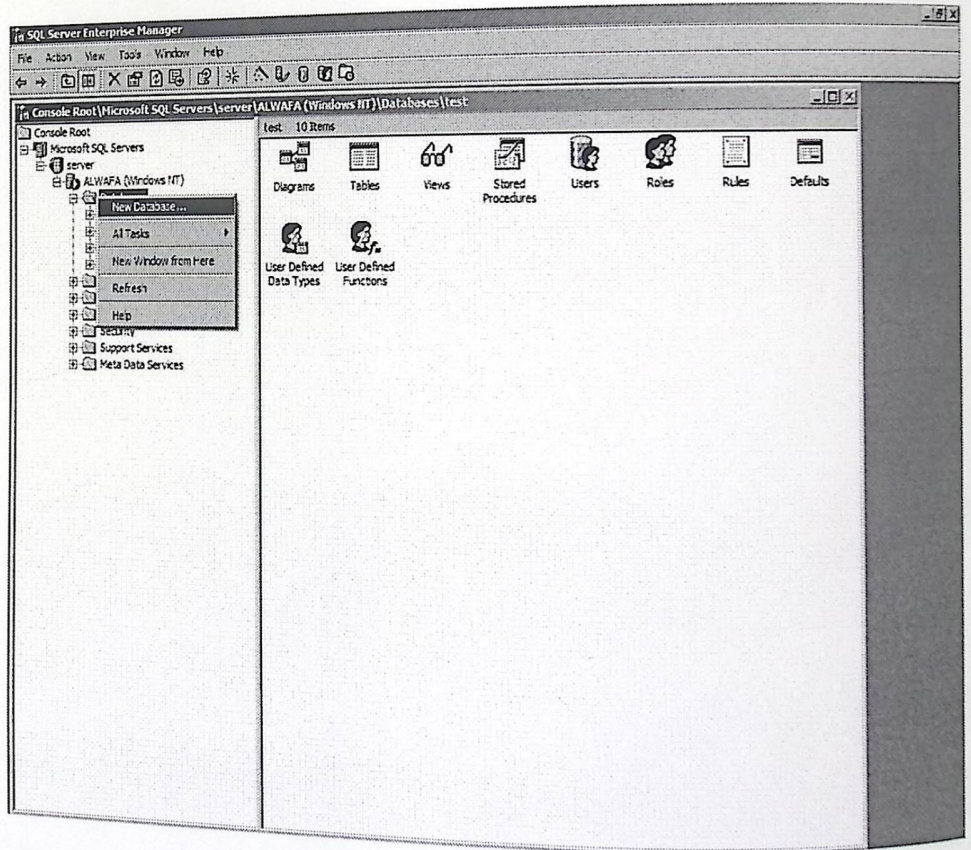 SQL Server Enterprise Manager
File Action View Tools Window Help
Console Root\Microsoft SQL Servers\server\ALWAFA (Windows NT)\Databases\test
Console Root
Microsoft SQL Servers
server
ALWAFA (Windows NT)
New Database...
All Tasks
New Window from Here
Refresh
Help
Security
Support Services
Meta Data Services
test 10 Items
Diagrams
Tables
Views
Stored Procedures
Users
Roles
Rules
Defaults
User Defined Data Types
User Defined Functions